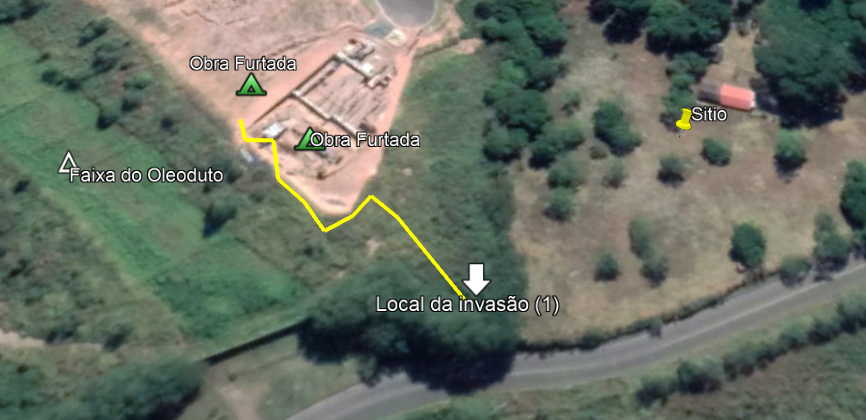 Obra Furtada
Sitio
Obra Furtada
Faixa do Oleoduto
Local da invasão (1)